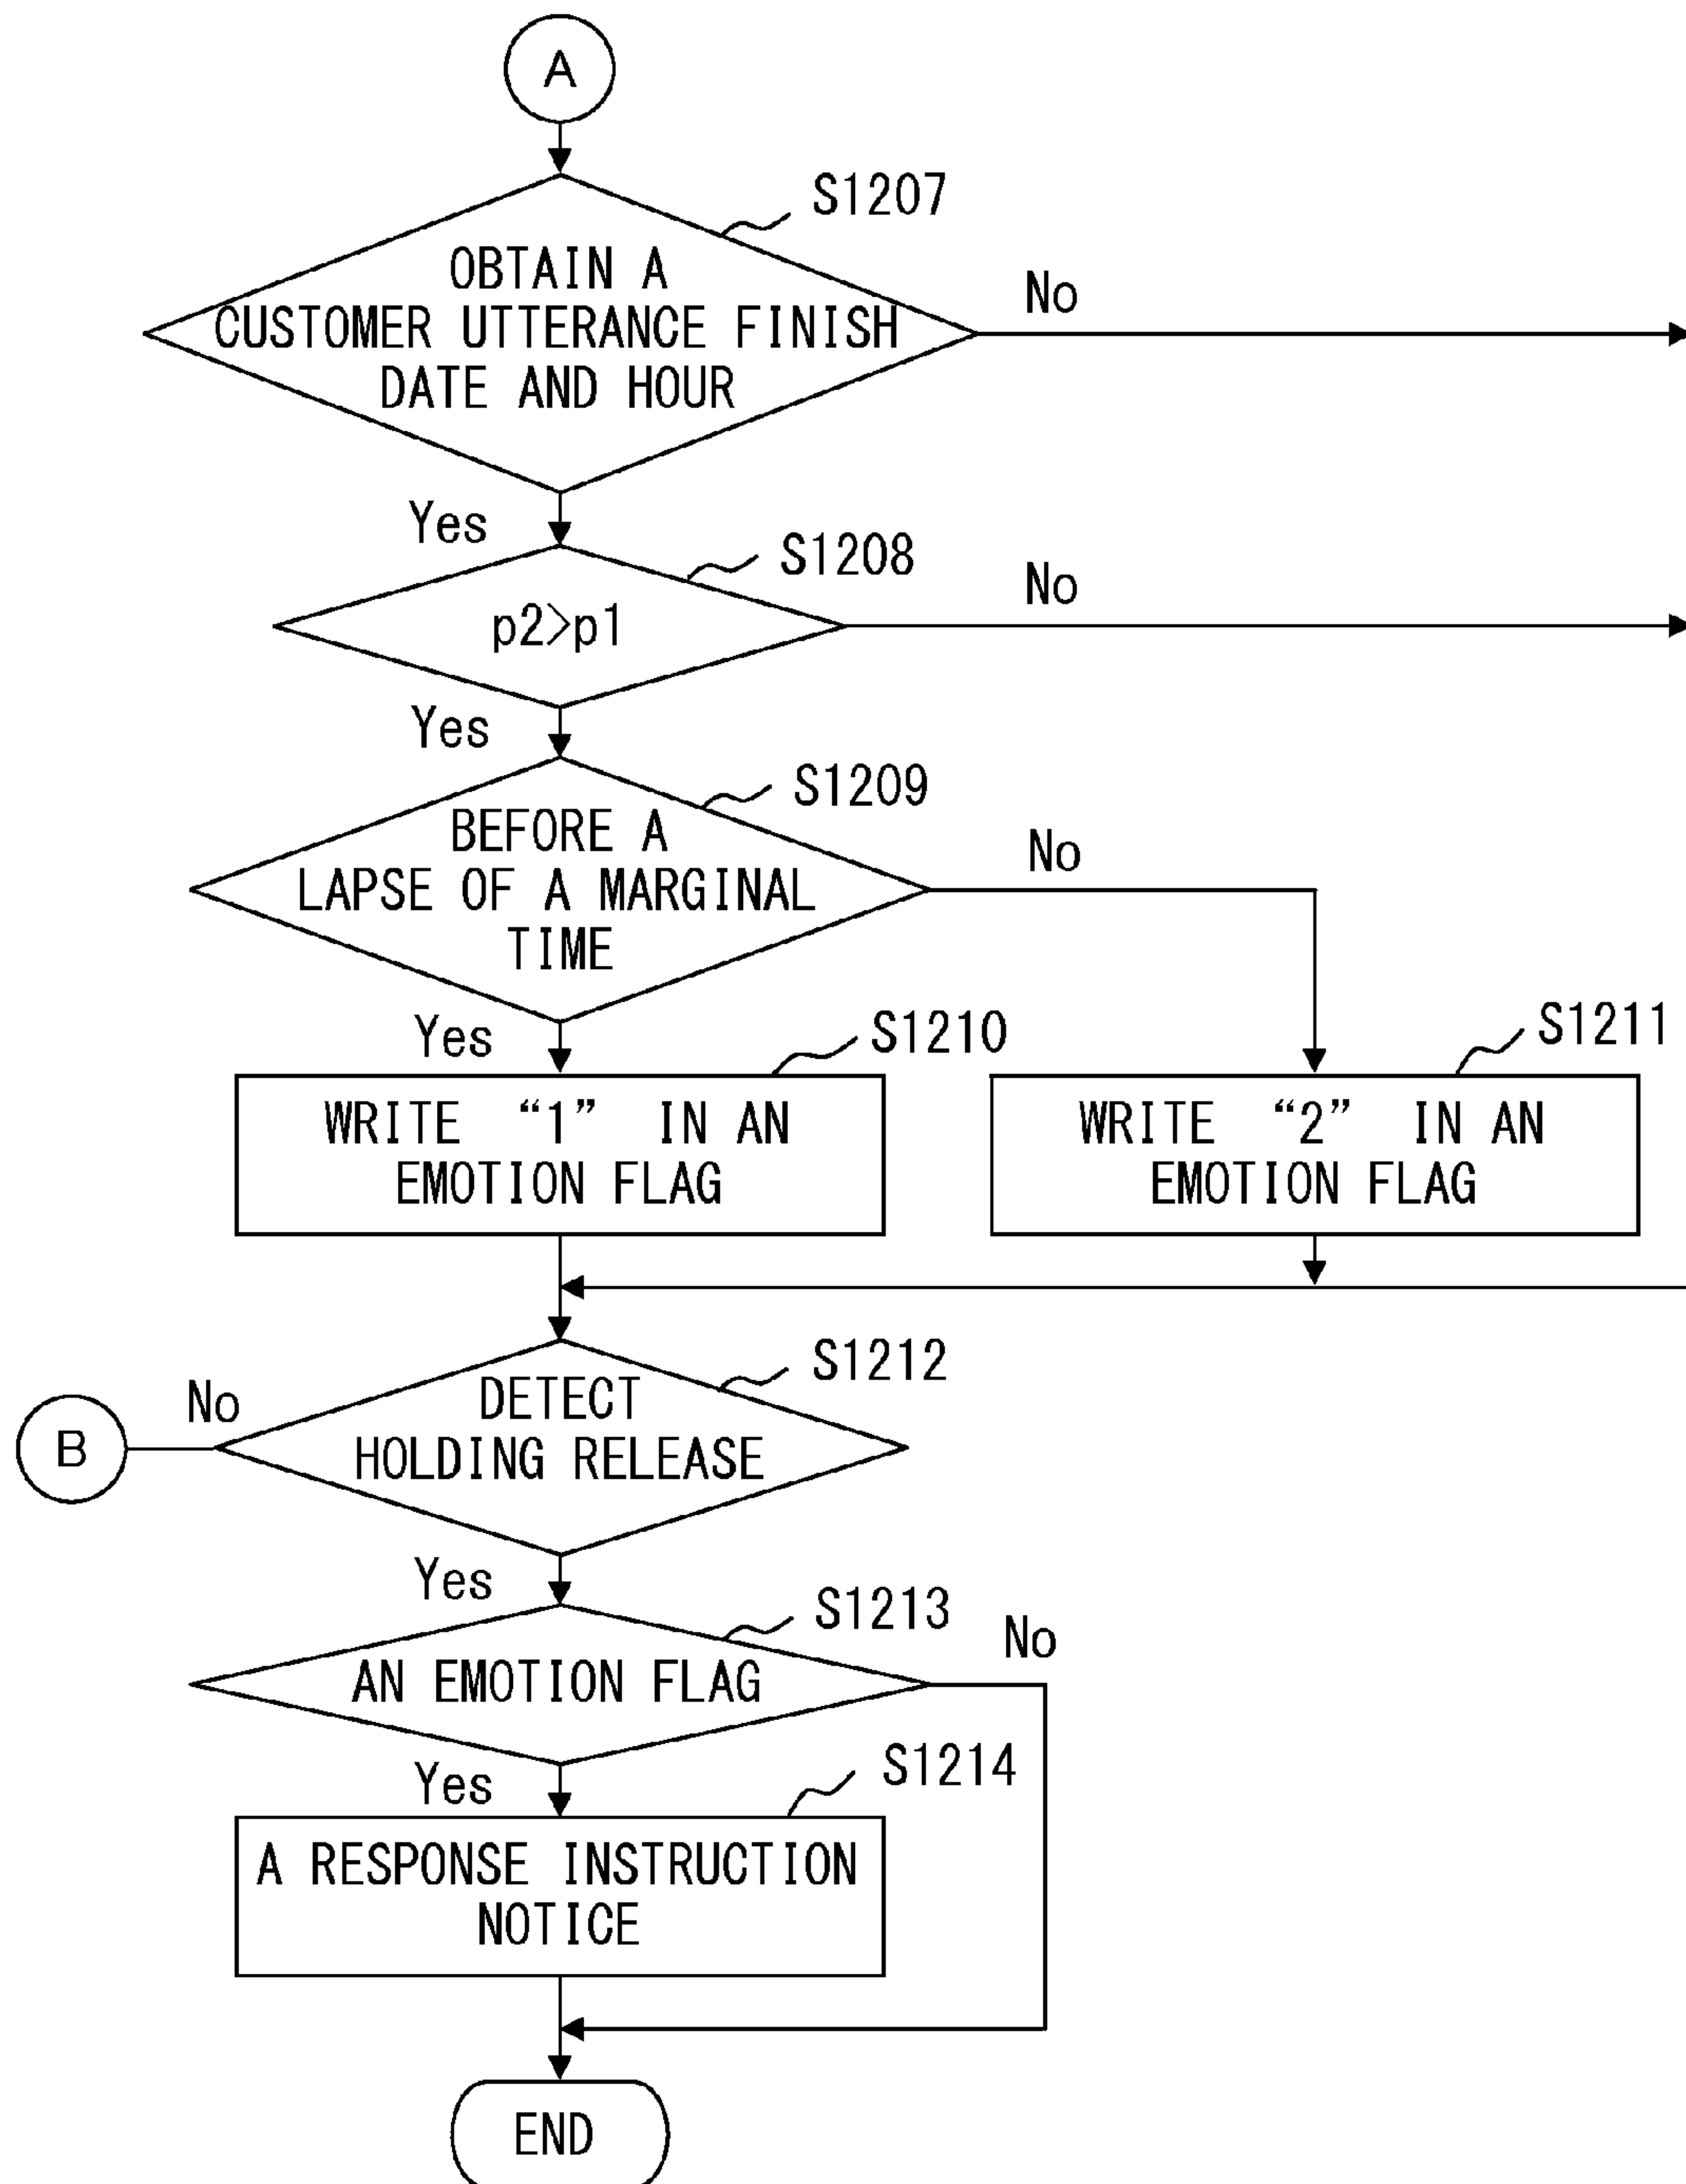 A
S1207
OBTAIN A
CUSTOMER UTTERANCE FINISH
DATE AND HOUR
No
Yes
S1208
p2>p1
No
Yes
S1209
BEFORE A
LAPSE OF A MARGINAL
TIME
No
Yes
S1210
S1211
WRITE “1” IN AN
EMOTION FLAG
WRITE “2” IN AN
EMOTION FLAG
S1212
DETECT
HOLDING RELEASE
No
B
Yes
S1213
AN EMOTION FLAG
No
Yes
S1214
A RESPONSE INSTRUCTION
NOTICE
END